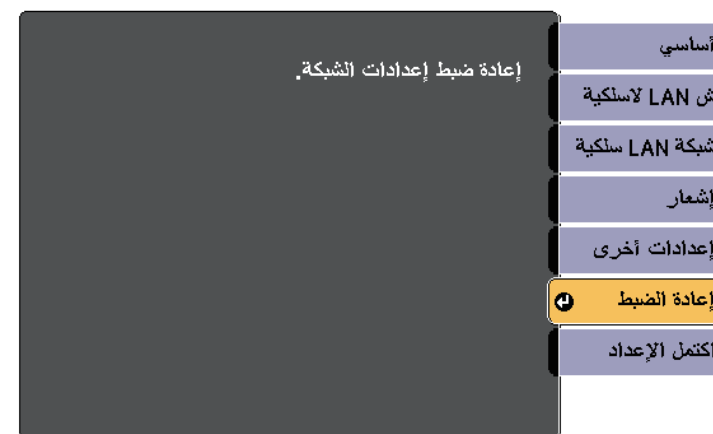 أساسي
ش LAN لاسلكية
شبكة LAN سلكية
إشعار
إعدادات أخرى
إعادة الضبط
اكتمل الإعداد
إعادة ضبط إعدادات الشبكة.